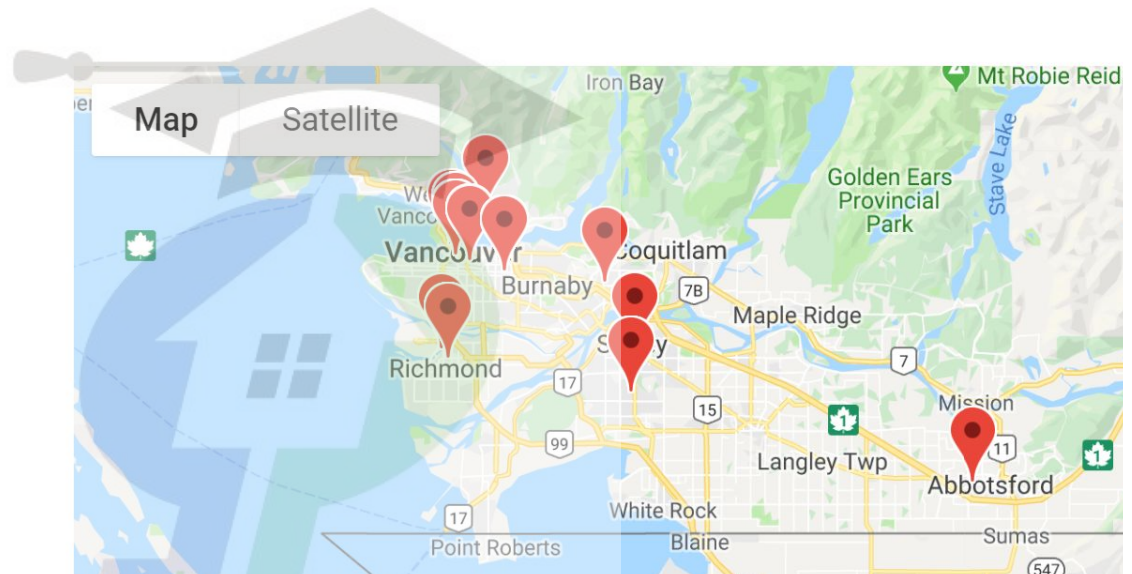 Iron Bay
Mt Robie Reid
Map
Satellite
Stave Lake
Golden Ears
Provincial
Park
Vancouver
Coquitlam
Burnaby
7B
Maple Ridge
7
Richmond
17
15
1
Mission
99
11
1
Langley Twp
Abbotsford
17
White Rock
Point Roberts
Blaine
Sumas
547